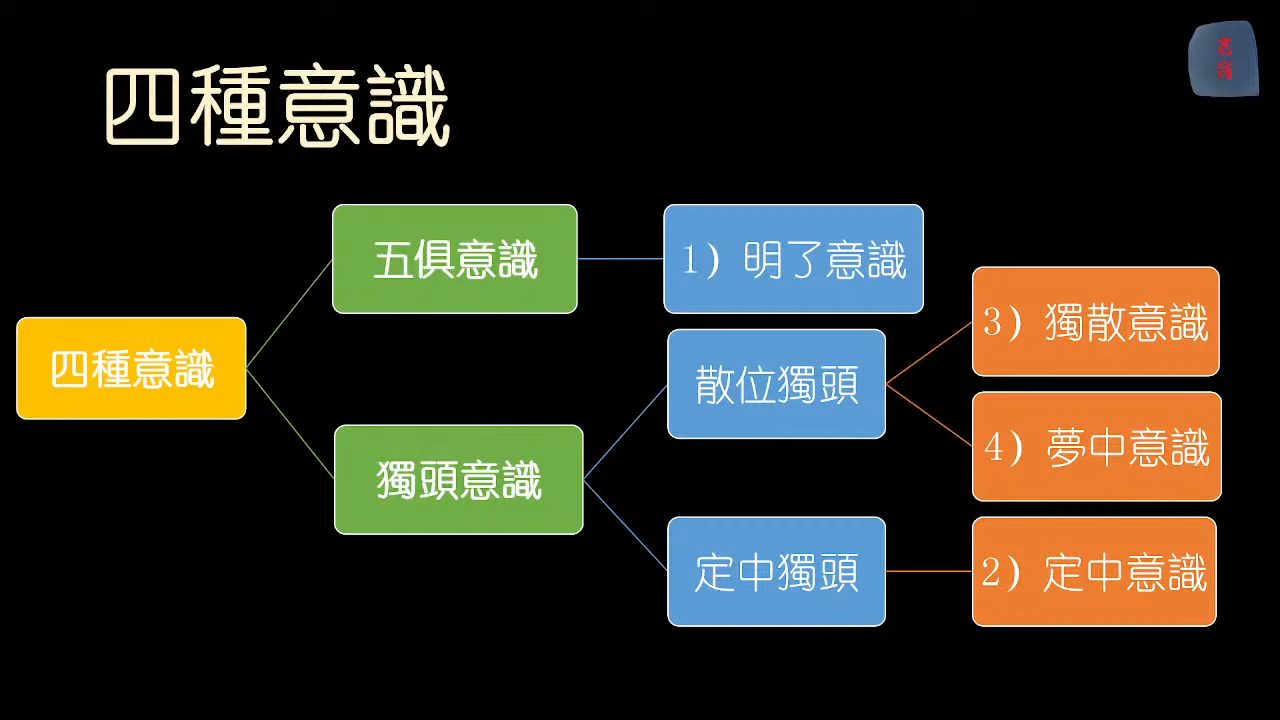 四種意識
四種意識
五俱意識
1）明了意識
獨頭意識
散位獨頭
3）獨散意識
4）夢中意識
定中獨頭
2）定中意識